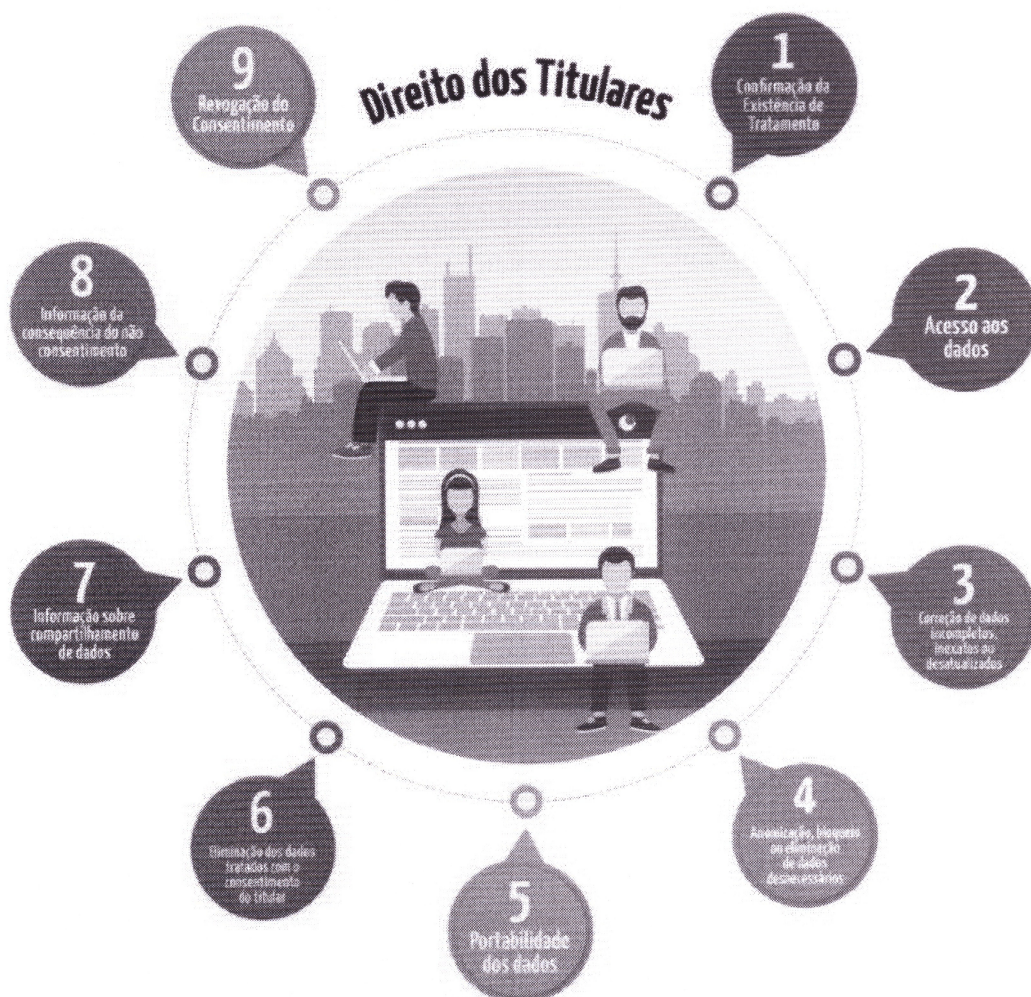 Direito dos Titulares
1
Confirmação da
Existência de
Tratamento
2
Acesso aos
dados
3
Correção de dados
incompletos,
inexatos ou
desatualizados
4
Anomização, bloqueio
ou eliminação
de dados
desnecessários
5
Portabilidade
dos dados
6
Eliminação dos dados
tratados com o
consentimento
do titular
7
Informação sobre
compartilhamento
de dados
8
Informação da
consequência do não
consentimento
9
Revogação do
Consentimento